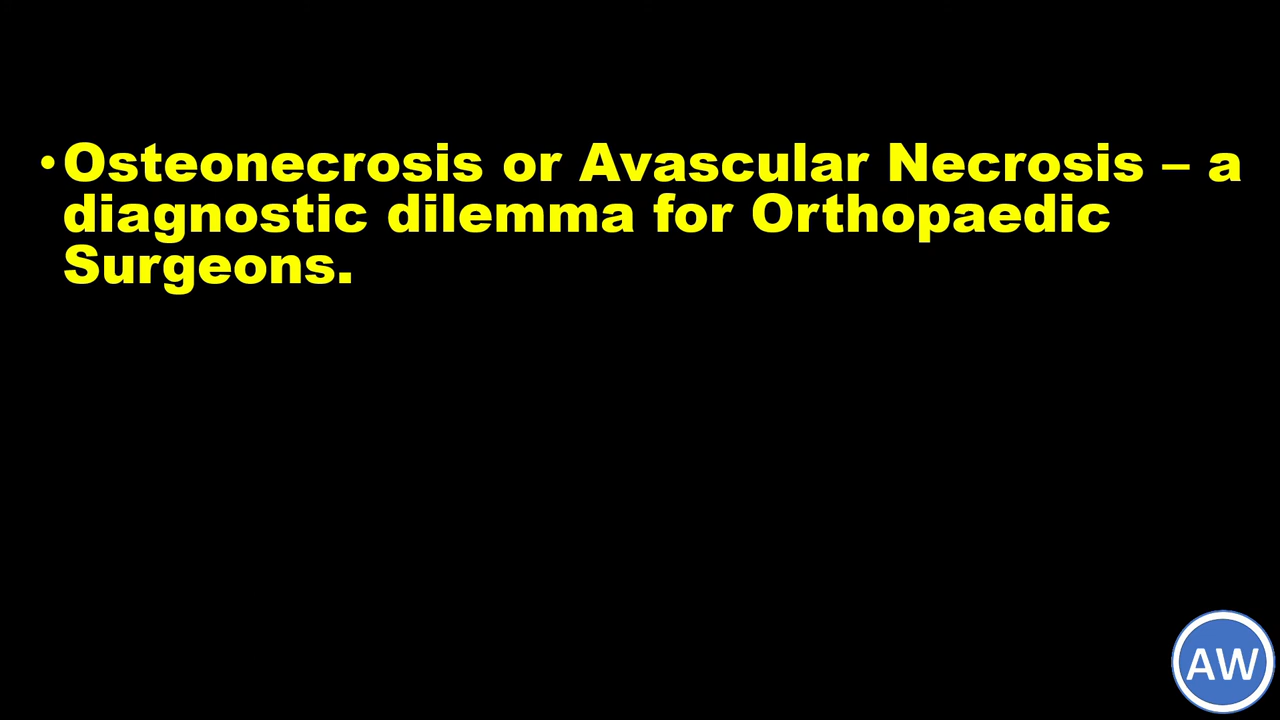 •Osteonecrosis or Avascular Necrosis – a
diagnostic dilemma for Orthopaedic
Surgeons.
AW